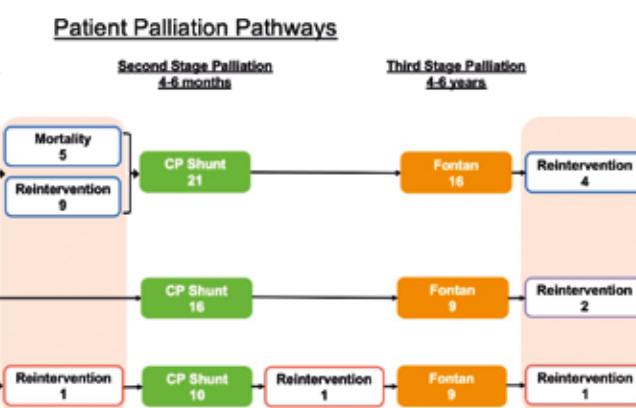 Patient Palliation Pathways
Second Stage Palliation
4-6 months
Third Stage Palliation
4-6 years
Mortality
5
Reintervention
9
CP Shunt
21
Fontan
16
Reintervention
4
CP Shunt
16
Fontan
9
Reintervention
2
Reintervention
1
CP Shunt
10
Reintervention
1
Fontan
9
Reintervention
1